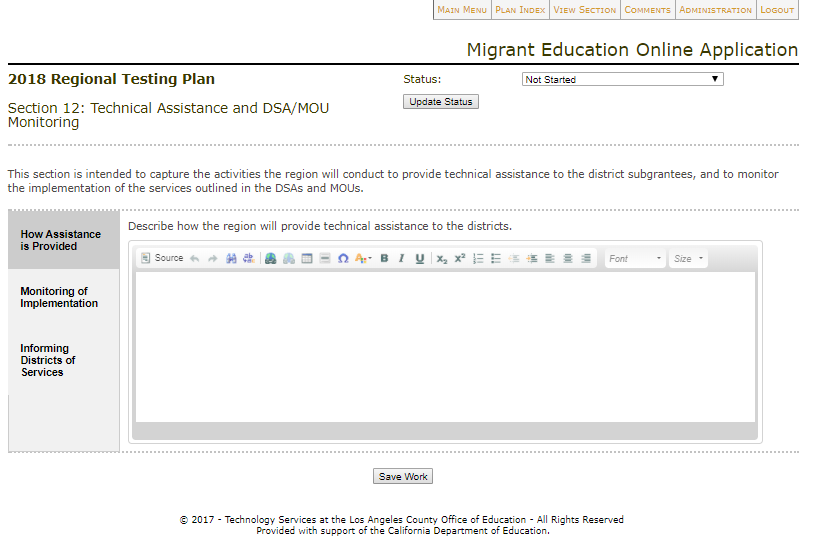 Main Menu Plan Index View Section Comments Administration Logout
Migrant Education Online Application
2018 Regional Testing Plan
Status:
Not Started
Update Status
Section 12: Technical Assistance and DSA/MOU
Monitoring
This section is intended to capture the activities the region will conduct to provide technical assistance to the district subgrantees, and to monitor
the implementation of the services outlined in the DSAs and MOUs.
How Assistance
is Provided
Monitoring of
Implementation
Informing
Districts of
Services
Describe how the region will provide technical assistance to the districts.
Source B I U X₂ X² Font Size
Save Work
© 2017 - Technology Services at the Los Angeles County Office of Education - All Rights Reserved
Provided with support of the California Department of Education.